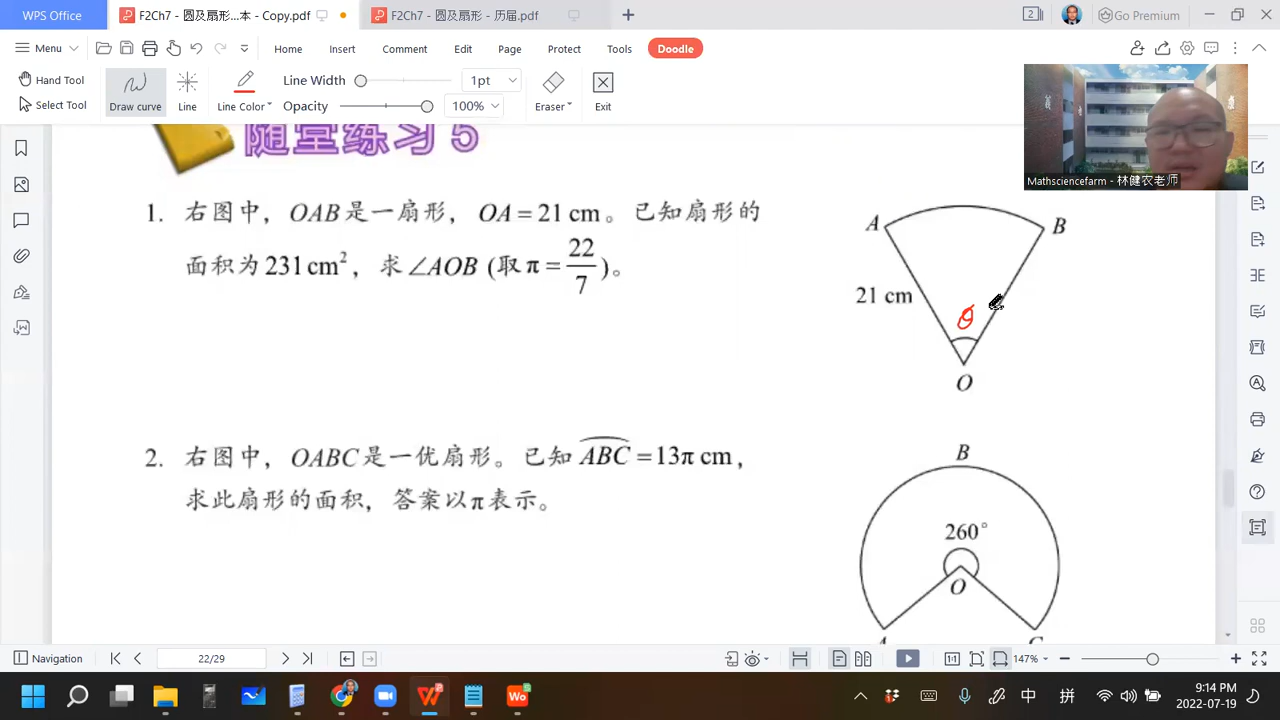 WPS Office
F2Ch7 - 圆及扇形...本 - Copy.pdf
F2Ch7 - 圆及扇形 - 历届.pdf
2
Go Premium
Menu
Home
Insert
Comment
Edit
Page
Protect
Tools
Doodle
Hand Tool
Select Tool
Draw curve
Line
Line Color
Line Width
1pt
Opacity
100%
Eraser
Exit
Mathsciencefarm - 林健农老师
随堂练习 5
1. 右图中，OAB是一扇形，OA = 21 cm。已知扇形的
面积为 231 cm²，求 ∠AOB (取 π = 22/7)。
A
B
21 cm
θ
O
2. 右图中，OABC是一优扇形。已知 ABC = 13π cm，
求此扇形的面积，答案以 π 表示。
B
260°
O
A
C
Navigation
22/29
1:1
147%
Wo
中
拼
9:14 PM
2022-07-19